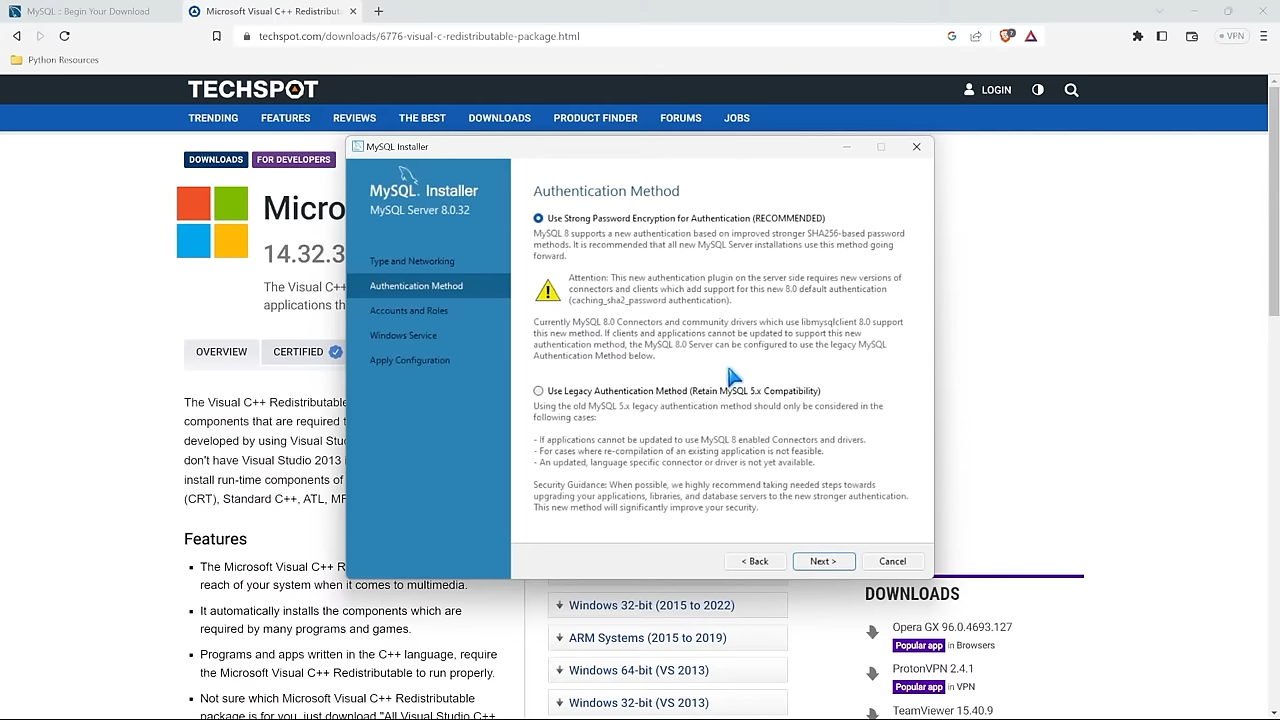 MySQL :: Begin Your Download
Microsoft Visual C++ Redistributab
techspot.com/downloads/6776-visual-c-redistributable-package.html
7
VPN
Python Resources
TECHSPOT
LOGIN
TRENDING
FEATURES
REVIEWS
THE BEST
DOWNLOADS
PRODUCT FINDER
FORUMS
JOBS
DOWNLOADS
FOR DEVELOPERS
Micro
14.32.3
The Visual C++
applications th
OVERVIEW
CERTIFIED
The Visual C++ Redistributable
components that are required t
developed by using Visual Stu
don't have Visual Studio 2013 i
install run-time components of
(CRT), Standard C++, ATL, MF
Features
The Microsoft Visual C++ R
reach of your system when it comes to multimedia.
It automatically installs the components which are
required by many programs and games.
Programs and apps written in the C++ language, require
the Microsoft Visual C++ Redistributable to run properly.
Not sure which Microsoft Visual C++ Redistributable
package is for you, just download "All Visual Studio C++
MySQL Installer
MySQL. Installer
MySQL Server 8.0.32
Type and Networking
Authentication Method
Accounts and Roles
Windows Service
Apply Configuration
Authentication Method
Use Strong Password Encryption for Authentication (RECOMMENDED)
MySQL 8 supports a new authentication based on improved stronger SHA256-based password
methods. It is recommended that all new MySQL Server installations use this method going
forward.
Attention: This new authentication plugin on the server side requires new versions of
connectors and clients which add support for this new 8.0 default authentication
(caching_sha2_password authentication).
Currently MySQL 8.0 Connectors and community drivers which use libmysqlclient 8.0 support
this new method. If clients and applications cannot be updated to support this new
authentication method, the MySQL 8.0 Server can be configured to use the legacy MySQL
Authentication Method below.
Use Legacy Authentication Method (Retain MySQL 5.x Compatibility)
Using the old MySQL 5.x legacy authentication method should only be considered in the
following cases:
- If applications cannot be updated to use MySQL 8 enabled Connectors and drivers.
- For cases where re-compilation of an existing application is not feasible.
- An updated, language specific connector or driver is not yet available.
Security Guidance: When possible, we highly recommend taking needed steps towards
upgrading your applications, libraries, and database servers to the new stronger authentication.
This new method will significantly improve your security.
< Back
Next >
Cancel
Windows 32-bit (2015 to 2022)
ARM Systems (2015 to 2019)
Windows 64-bit (VS 2013)
Windows 32-bit (VS 2013)
DOWNLOADS
Opera GX 96.0.4693.127
Popular app in Browsers
ProtonVPN 2.4.1
Popular app in VPN
TeamViewer 15.40.9